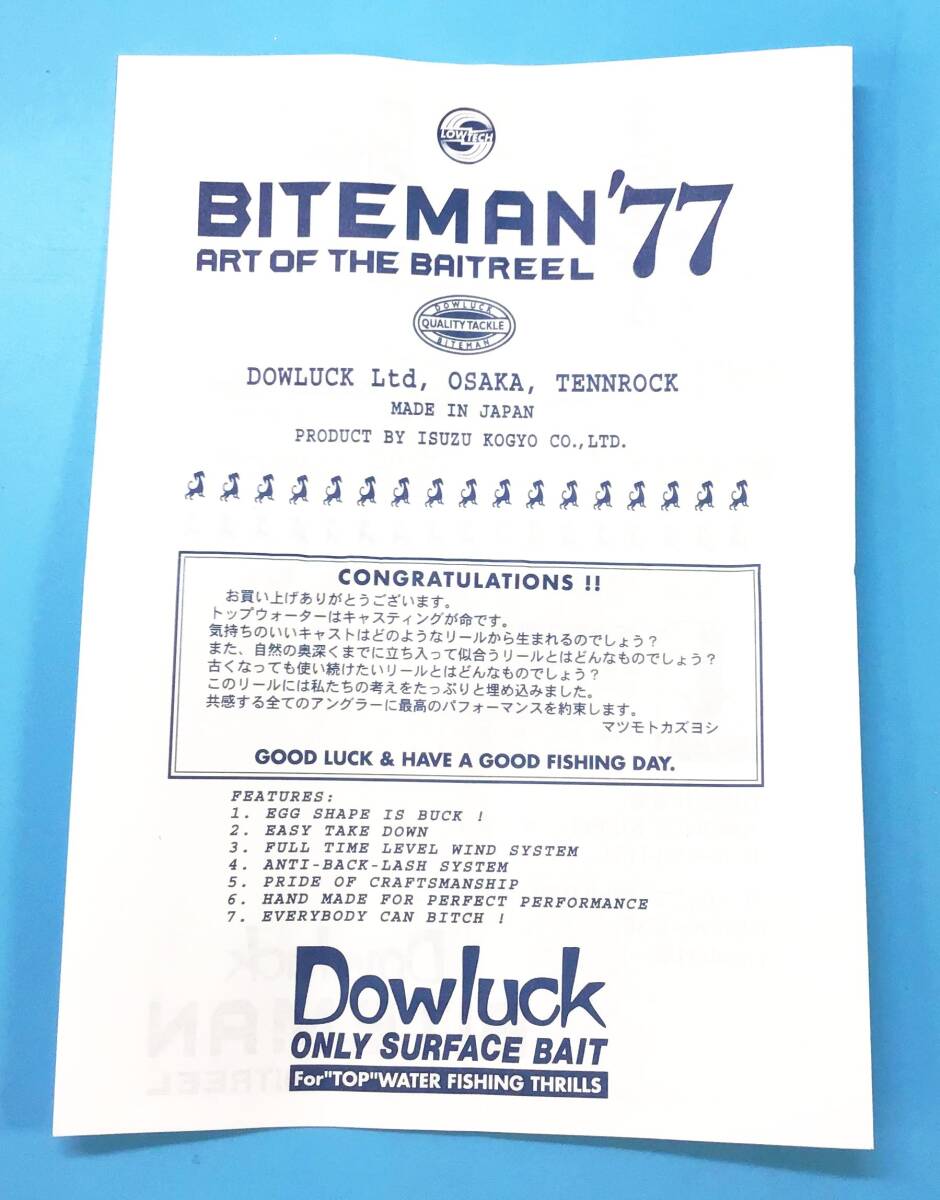 LOWTECH
BITEMAN '77
ART OF THE BAITREEL
DOWLUCK
QUALITY TACKLE
BITEMAN
DOWLUCK Ltd, OSAKA, TENNROCK
MADE IN JAPAN
PRODUCT BY ISUZU KOGYO CO.,LTD.
CONGRATULATIONS !!
お買い上げありがとうございます。
トップウォーターはキャスティングが命です。
気持ちのいいキャストはどのようなリールから生まれるのでしょう？
また、自然の奥深くまでに立ち入って似合うリールとはどんなものでしょう？
古くなっても使い続けたいリールとはどんなものでしょう？
このリールには私たちの考えをたっぷりと埋め込みました。
共感する全てのアングラーに最高のパフォーマンスを約束します。
マツモトカズヨシ
GOOD LUCK & HAVE A GOOD FISHING DAY.
FEATURES:
1. EGG SHAPE IS BUCK !
2. EASY TAKE DOWN
3. FULL TIME LEVEL WIND SYSTEM
4. ANTI-BACK-LASH SYSTEM
5. PRIDE OF CRAFTSMANSHIP
6. HAND MADE FOR PERFECT PERFORMANCE
7. EVERYBODY CAN BITCH !
Dowluck
ONLY SURFACE BAIT
For"TOP"WATER FISHING THRILLS